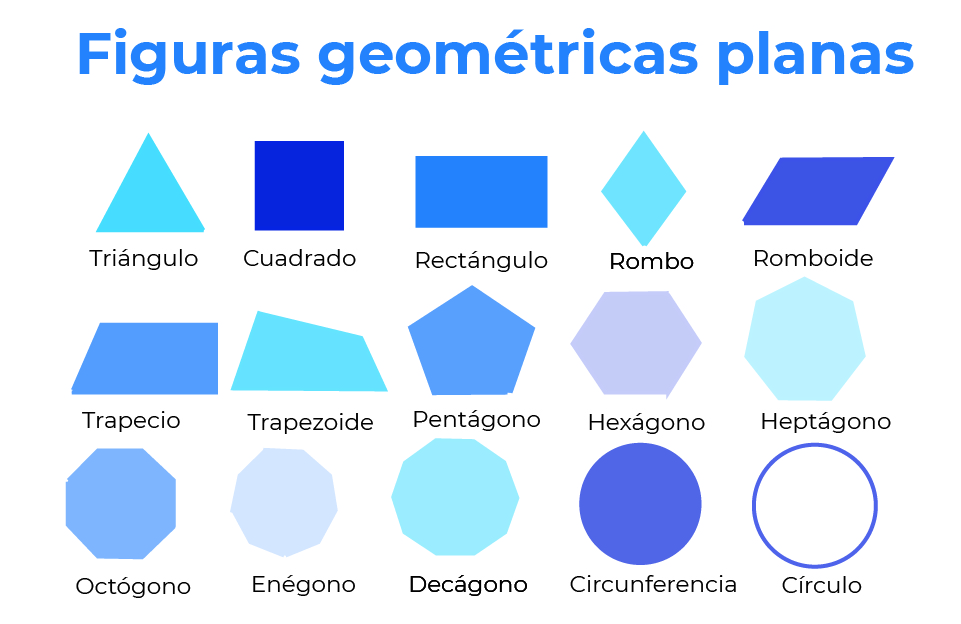 Figuras geométricas planas
Triángulo
Cuadrado
Rectángulo
Rombo
Romboide
Trapecio
Trapezoide
Pentágono
Hexágono
Heptágono
Octógono
Enégono
Decágono
Circunferencia
Círculo